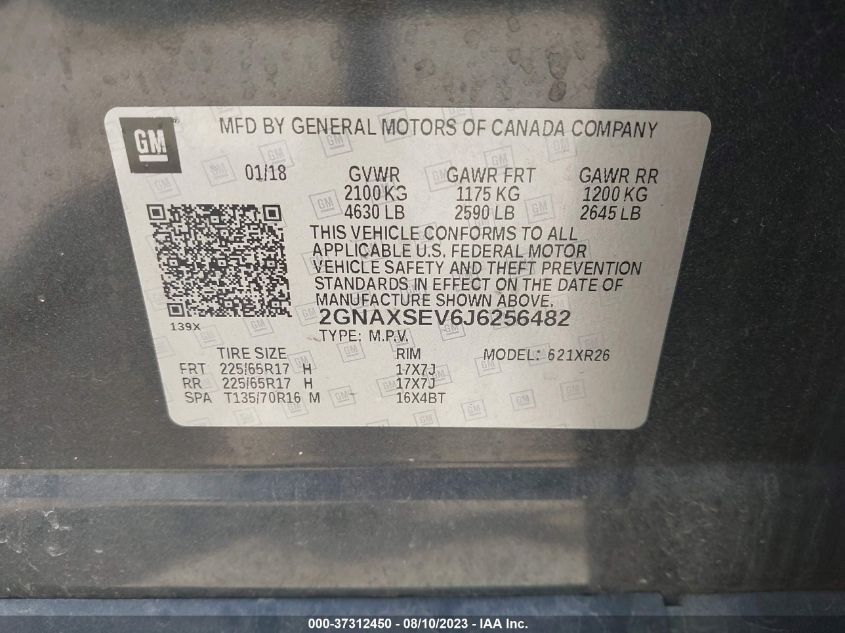 GM ®
MFD BY GENERAL MOTORS OF CANADA COMPANY
01/18 GVWR GAWR FRT GAWR RR
2100 KG 1175 KG 1200 KG
4630 LB 2590 LB 2645 LB
THIS VEHICLE CONFORMS TO ALL
APPLICABLE U.S. FEDERAL MOTOR
VEHICLE SAFETY AND THEFT PREVENTION
STANDARDS IN EFFECT ON THE DATE OF
MANUFACTURE SHOWN ABOVE.
139X
2GNAXSEV6J6256482
TYPE: M.P.V.
TIRE SIZE RIM MODEL: 621XR26
FRT 225/65R17 H 17X7J
RR 225/65R17 H 17X7J
SPA T135/70R16 M 16X4BT
000-37312450 - 08/10/2023 - IAA Inc.